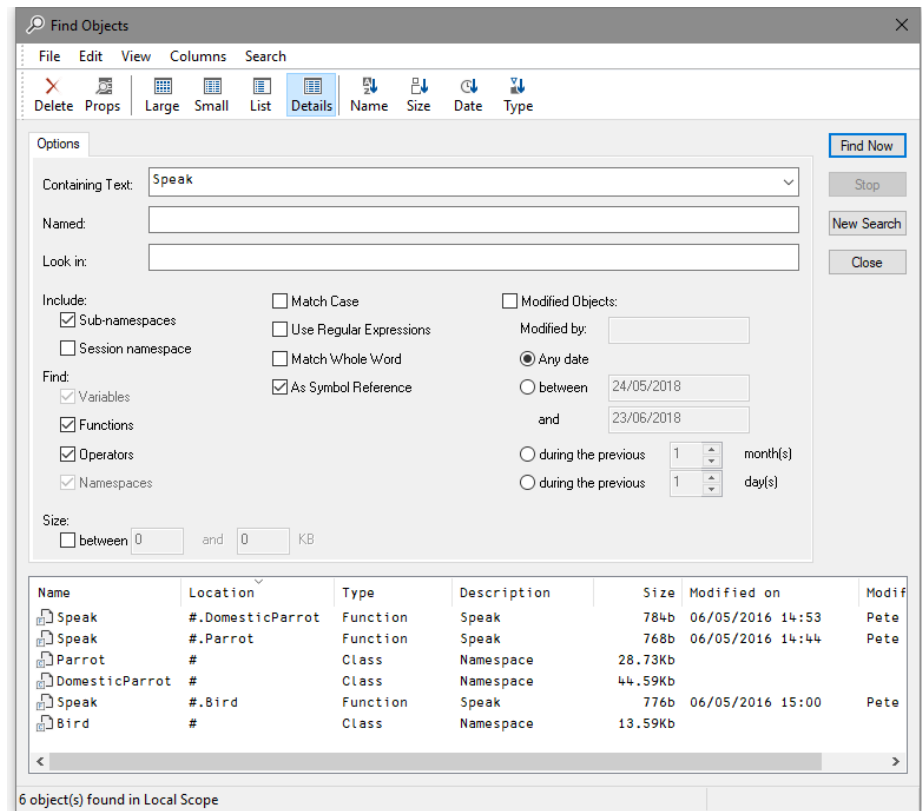 Find Objects
File Edit View Columns Search
Delete Props Large Small List Details Name Size Date Type
Options
Find Now
Containing Text: Speak
Stop
Named:
New Search
Look in:
Close
Include:
Sub-namespaces
Session namespace
Find:
Variables
Functions
Operators
Namespaces
Match Case
Use Regular Expressions
Match Whole Word
As Symbol Reference
Modified Objects:
Modified by:
Any date
between 24/05/2018
and 23/06/2018
during the previous 1 month(s)
during the previous 1 day(s)
Size:
between 0 and 0 KB
Name Location Type Description Size Modified on Modif
Speak #.DomesticParrot Function Speak 784b 06/05/2016 14:53 Pete
Speak #.Parrot Function Speak 768b 06/05/2016 14:44 Pete
Parrot # Class Namespace 28.73Kb
DomesticParrot # Class Namespace 44.59Kb
Speak #.Bird Function Speak 776b 06/05/2016 15:00 Pete
Bird # Class Namespace 13.59Kb
6 object(s) found in Local Scope